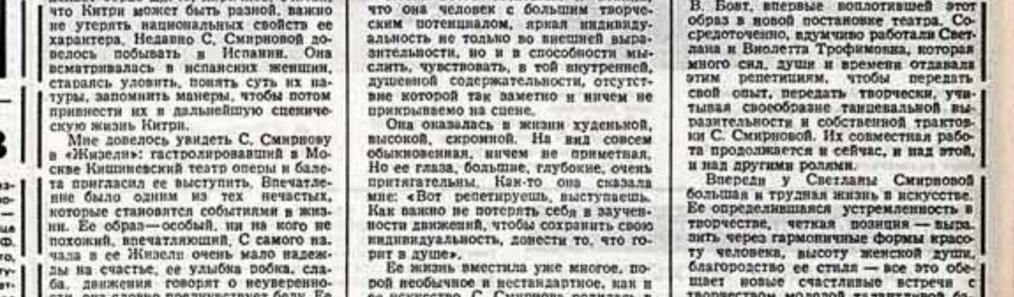 что Китри может быть разной, важно
не утерять национальных свойств ее
характера. Недавно С. Смирновой до-
велось побывать в Испании. Она
всматривалась в испанских женщин,
стараясь уловить, понять суть их на-
туры, запомнить манеры, чтобы потом
привнести их в дальнейшую сцениче-
скую жизнь Китри.
Мне довелось увидеть С. Смирнову
в «Жизели»: гастролировавший в Мо-
скве Кишиневский театр оперы и бале-
та пригласил ее выступить. Впечатле-
ние было одним из тех нечастых,
которые становятся событиями в жиз-
ни. Ее образ—особый, ни на кого не
похожий, впечатляющий. С самого на-
чала в ее Жизели очень мало надеж-
ды на счастье, ее улыбка робка, сла-
ба, движения говорят о неуверенно-
что она человек с большим творче-
ским потенциалом, яркая индивиду-
альность не только во внешней выра-
зительности, но и в способности мы-
слить, чувствовать, в той внутренней,
душевной содержательности, отсутст-
вие которой так заметно и ничем не
прикрываемо на сцене.
Она оказалась в жизни худенькой,
высокой, скромной. На вид совсем
обыкновенная, ничем не приметная.
Но ее глаза, большие, глубокие, очень
притягательны. Как-то она сказала
мне: «Вот репетируешь, выступаешь.
Как важно не потерять себя в заучен-
ности движений, чтобы сохранить свою
индивидуальность, донести то, что го-
рит в душе».
Ее жизнь вместила уже многое, по-
рой необычное и нестандартное, как и
ее искусство. С. Смирнова родилась в
В. Бовт, впервые воплотившей этот
образ в новой постановке театра. Со-
средоточенно, вдумчиво работали Свет-
лана и Виолетта Трофимовна, которая
много сил, души и времени отдавала
этим репетициям, чтобы передать
свой опыт, передать творчески, учи-
тывая своеобразие танцевальной вы-
разительности и собственной трактов-
ки С. Смирновой. Их совместная рабо-
та продолжается и сейчас, и над этой,
и над другими ролями.
Впереди у Светланы Смирновой
большая и трудная жизнь в искусстве.
Ее определившаяся устремленность в
творчестве, четкая позиция — выра-
зить через гармоничные формы красо-
ту человека, высоту женской души,
благородство ее стиля — все это обе-
щает новые счастливые встречи с
творчеством молодой